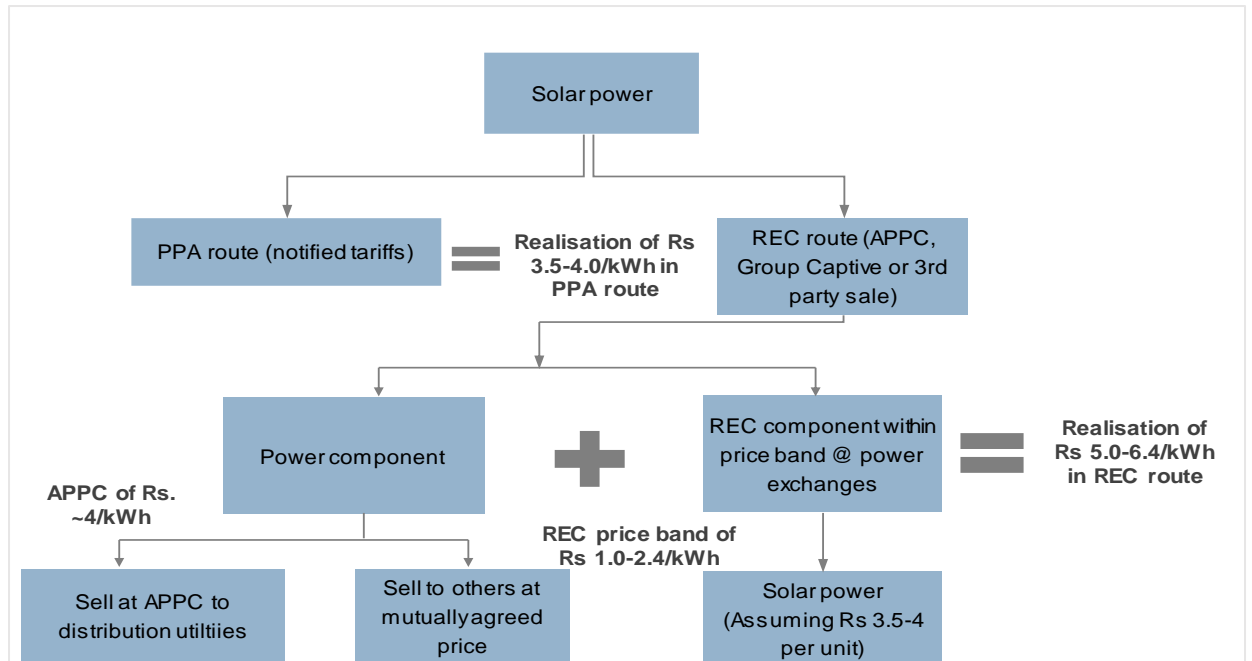 Solar power
PPA route (notified tariffs)
Realisation of Rs
3.5-4.0/kWh in
PPA route
REC route (APPC,
Group Captive or 3rd
party sale)
Power component
REC component within
price band @ power
exchanges
Realisation of
Rs 5.0-6.4/kWh
in REC route
APPC of Rs.
~4/kWh
REC price band of
Rs 1.0-2.4/kWh
Sell at APPC to
distribution utiltiies
Sell to others at
mutually agreed
price
Solar power
(Assuming Rs 3.5-4
per unit)